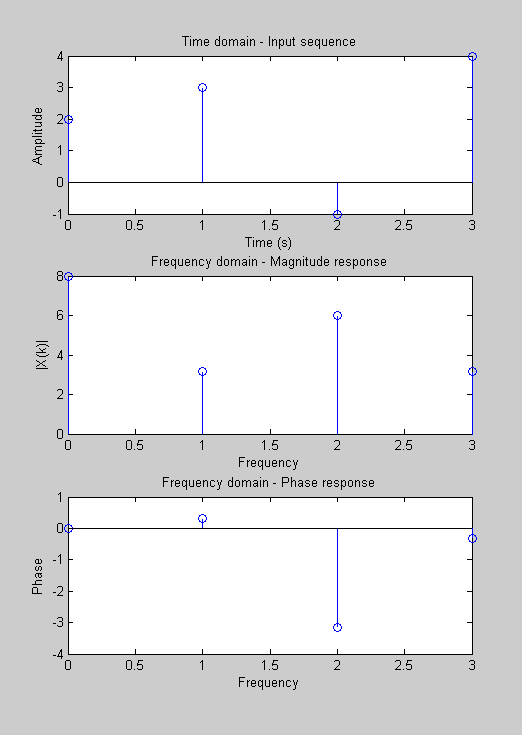 Time domain - Input sequence
4
3
2
1
0
-1
Amplitude
0 0.5 1 1.5 2 2.5 3
Time (s)
Frequency domain - Magnitude response
8
6
4
2
0
|X(k)|
0 0.5 1 1.5 2 2.5 3
Frequency
Frequency domain - Phase response
1
0
-1
-2
-3
-4
Phase
0 0.5 1 1.5 2 2.5 3
Frequency